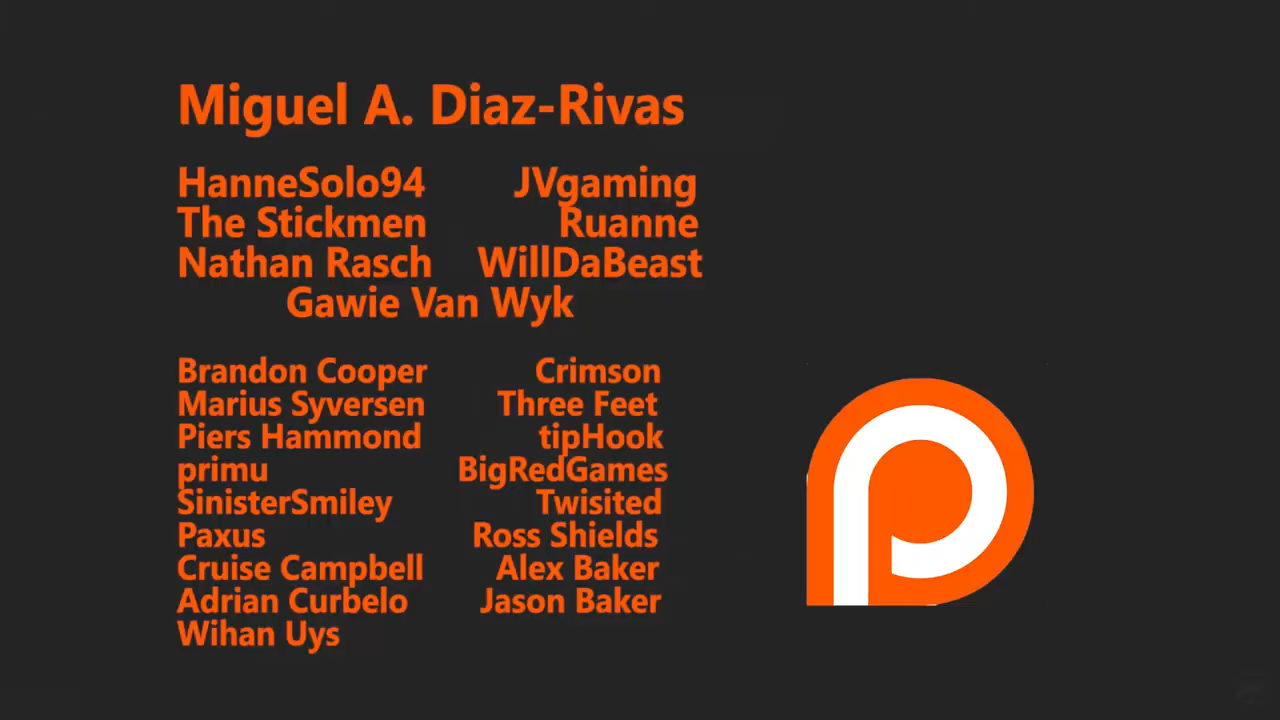 Miguel A. Diaz-Rivas
HanneSolo94 JVgaming
The Stickmen Ruanne
Nathan Rasch WillDaBeast
Gawie Van Wyk
Brandon Cooper Crimson
Marius Syversen Three Feet
Piers Hammond tipHook
primu BigRedGames
SinisterSmiley Twisited
Paxus Ross Shields
Cruise Campbell Alex Baker
Adrian Curbelo Jason Baker
Wihan Uys